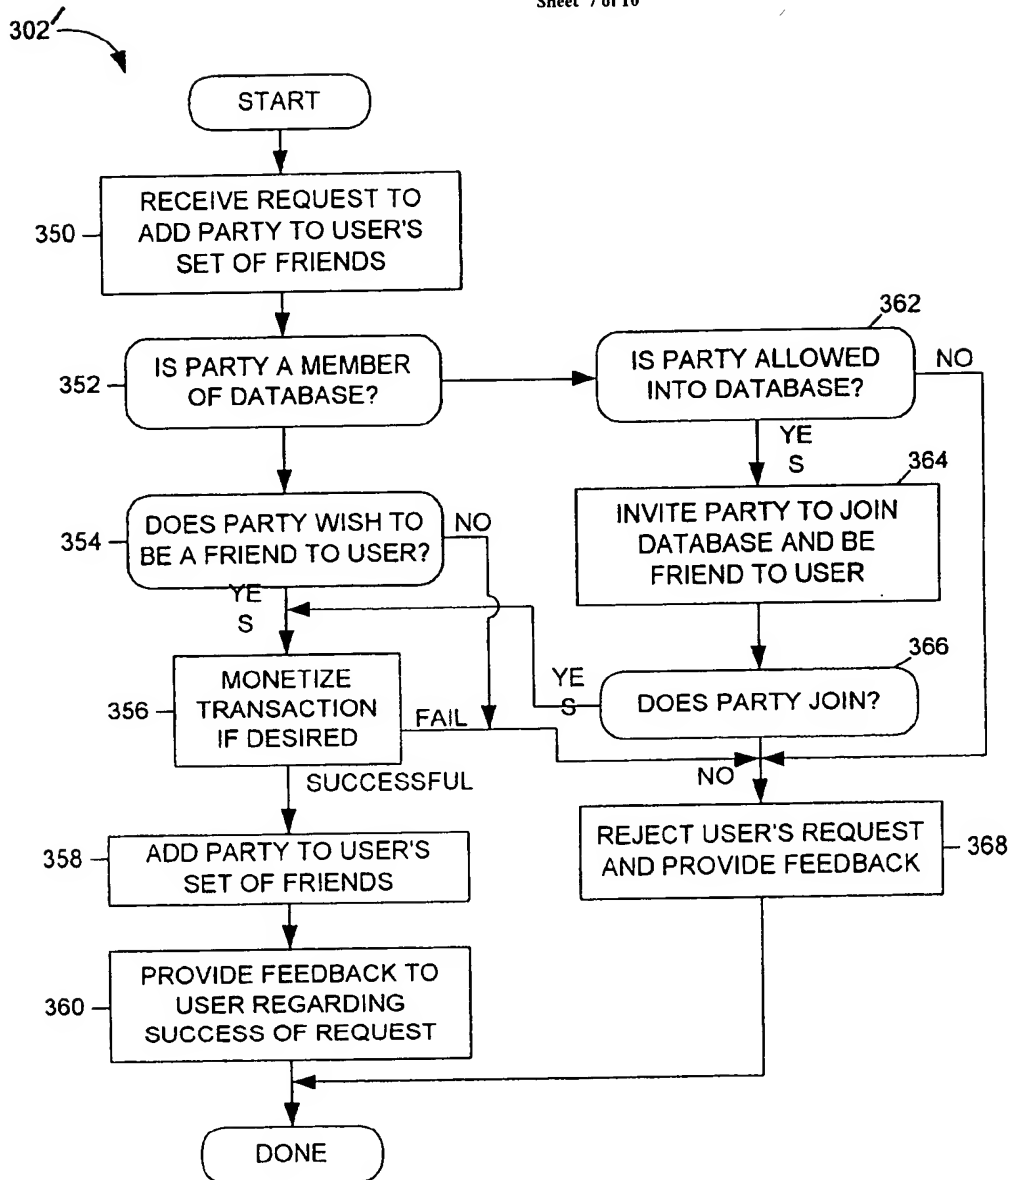 Sheet 7 of 10
302'
START
350
RECEIVE REQUEST TO
ADD PARTY TO USER'S
SET OF FRIENDS
352
IS PARTY A MEMBER
OF DATABASE?
362
IS PARTY ALLOWED
INTO DATABASE?
NO
YE
S
364
INVITE PARTY TO JOIN
DATABASE AND BE
FRIEND TO USER
354
DOES PARTY WISH TO
BE A FRIEND TO USER?
NO
YE
S
366
DOES PARTY JOIN?
YE
S
NO
356
MONETIZE
TRANSACTION
IF DESIRED
FAIL
SUCCESSFUL
368
REJECT USER'S REQUEST
AND PROVIDE FEEDBACK
358
ADD PARTY TO USER'S
SET OF FRIENDS
360
PROVIDE FEEDBACK TO
USER REGARDING
SUCCESS OF REQUEST
DONE